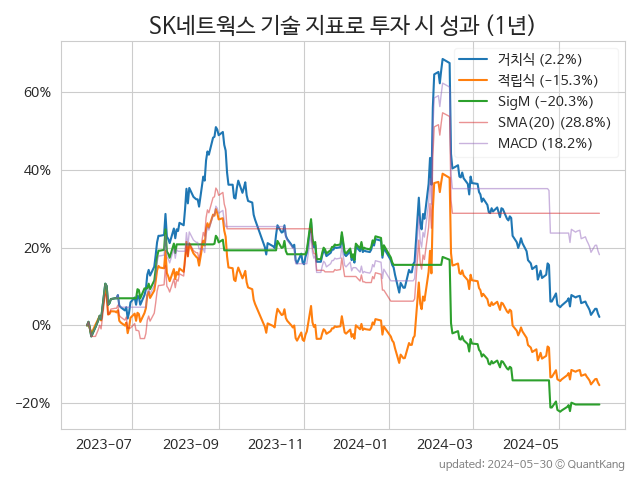 SK네트웍스 기술 지표로 투자 시 성과 (1년)
거치식 (2.2%)
적립식 (−15.3%)
SigM (−20.3%)
SMA(20) (28.8%)
MACD (18.2%)
60%
40%
20%
0%
−20%
2023−07
2023−09
2023−11
2024−01
2024−03
2024−05
updated: 2024−05−30 © QuantKang